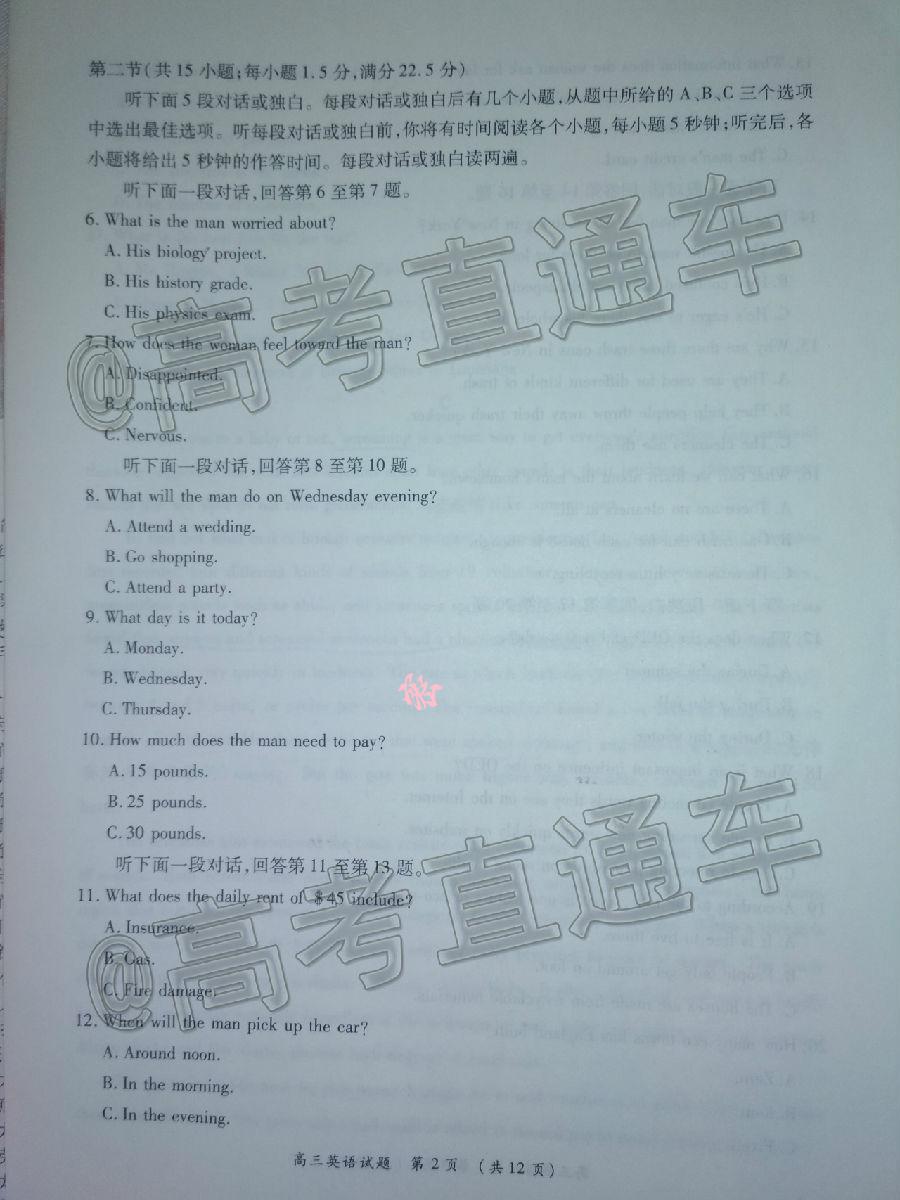 第二节(共 15 小题;每小题 1.5 分,满分 22.5 分)
听下面 5 段对话或独白。每段对话或独白后有几个小题,从题中所给的 A、B、C 三个选项
中选出最佳选项。听每段对话或独白前,你将有时间阅读各个小题,每小题 5 秒钟;听完后,各
小题将给出 5 秒钟的作答时间。每段对话或独白读两遍。
听下面一段对话,回答第 6 至第 7 题。
6. What is the man worried about?
A. His biology project.
B. His history grade.
C. His physics exam.
7. How does the woman feel toward the man?
A. Disappointed.
B. Confident.
C. Nervous.
听下面一段对话,回答第 8 至第 10 题。
8. What will the man do on Wednesday evening?
A. Attend a wedding.
B. Go shopping.
C. Attend a party.
9. What day is it today?
A. Monday.
B. Wednesday.
C. Thursday.
10. How much does the man need to pay?
A. 15 pounds.
B. 25 pounds.
C. 30 pounds.
听下面一段对话,回答第 11 至第 13 题。
11. What does the daily rent of $45 include?
A. Insurance.
B. Gas.
C. Fire damage.
12. When will the man pick up the car?
A. Around noon.
B. In the morning.
C. In the evening.
高三英语试题 第 2 页 (共 12 页)
@高考直通车
@高考直通车